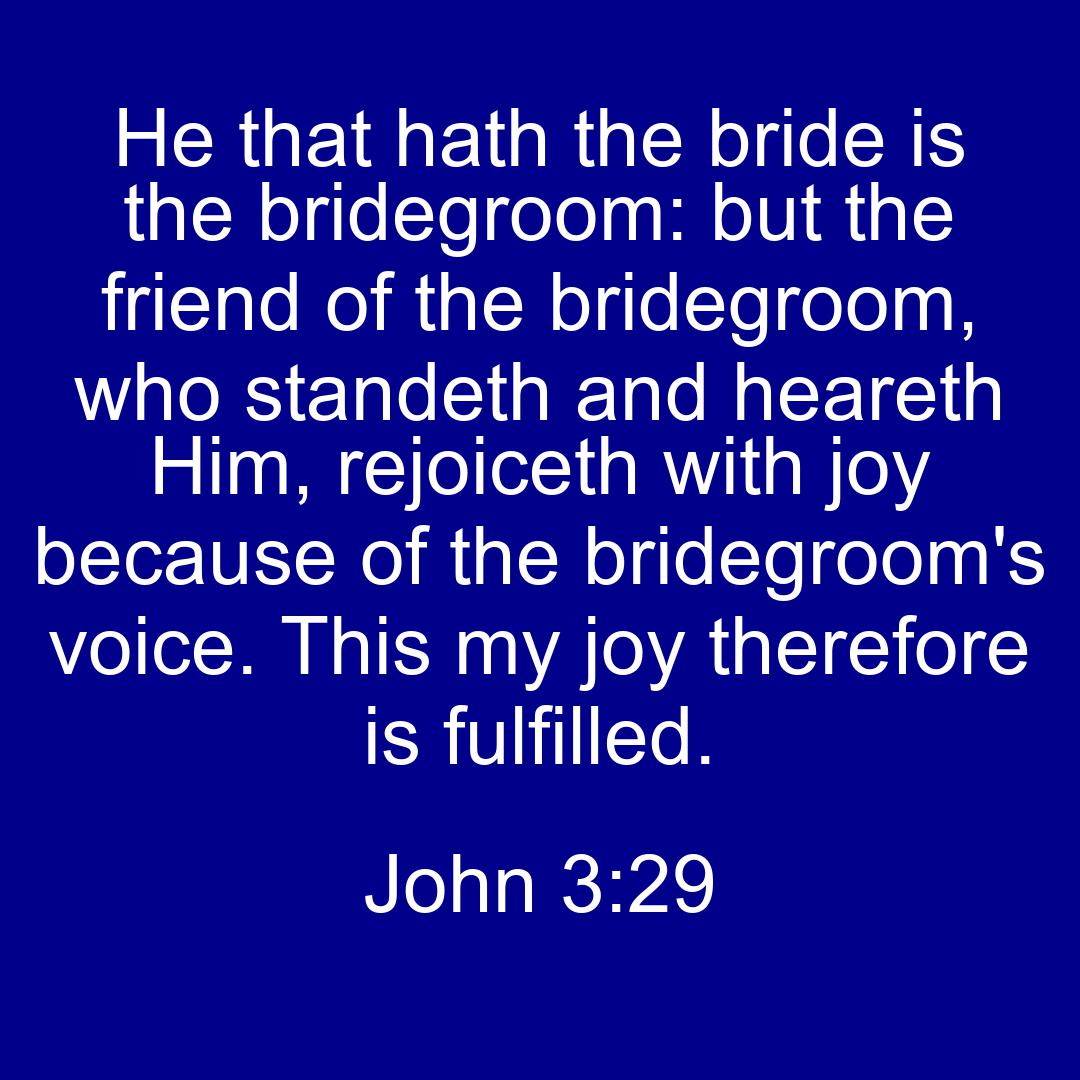 He that hath the bride is
the bridegroom: but the
friend of the bridegroom,
who standeth and heareth
Him, rejoiceth with joy
because of the bridegroom's
voice. This my joy therefore
is fulfilled.
John 3:29